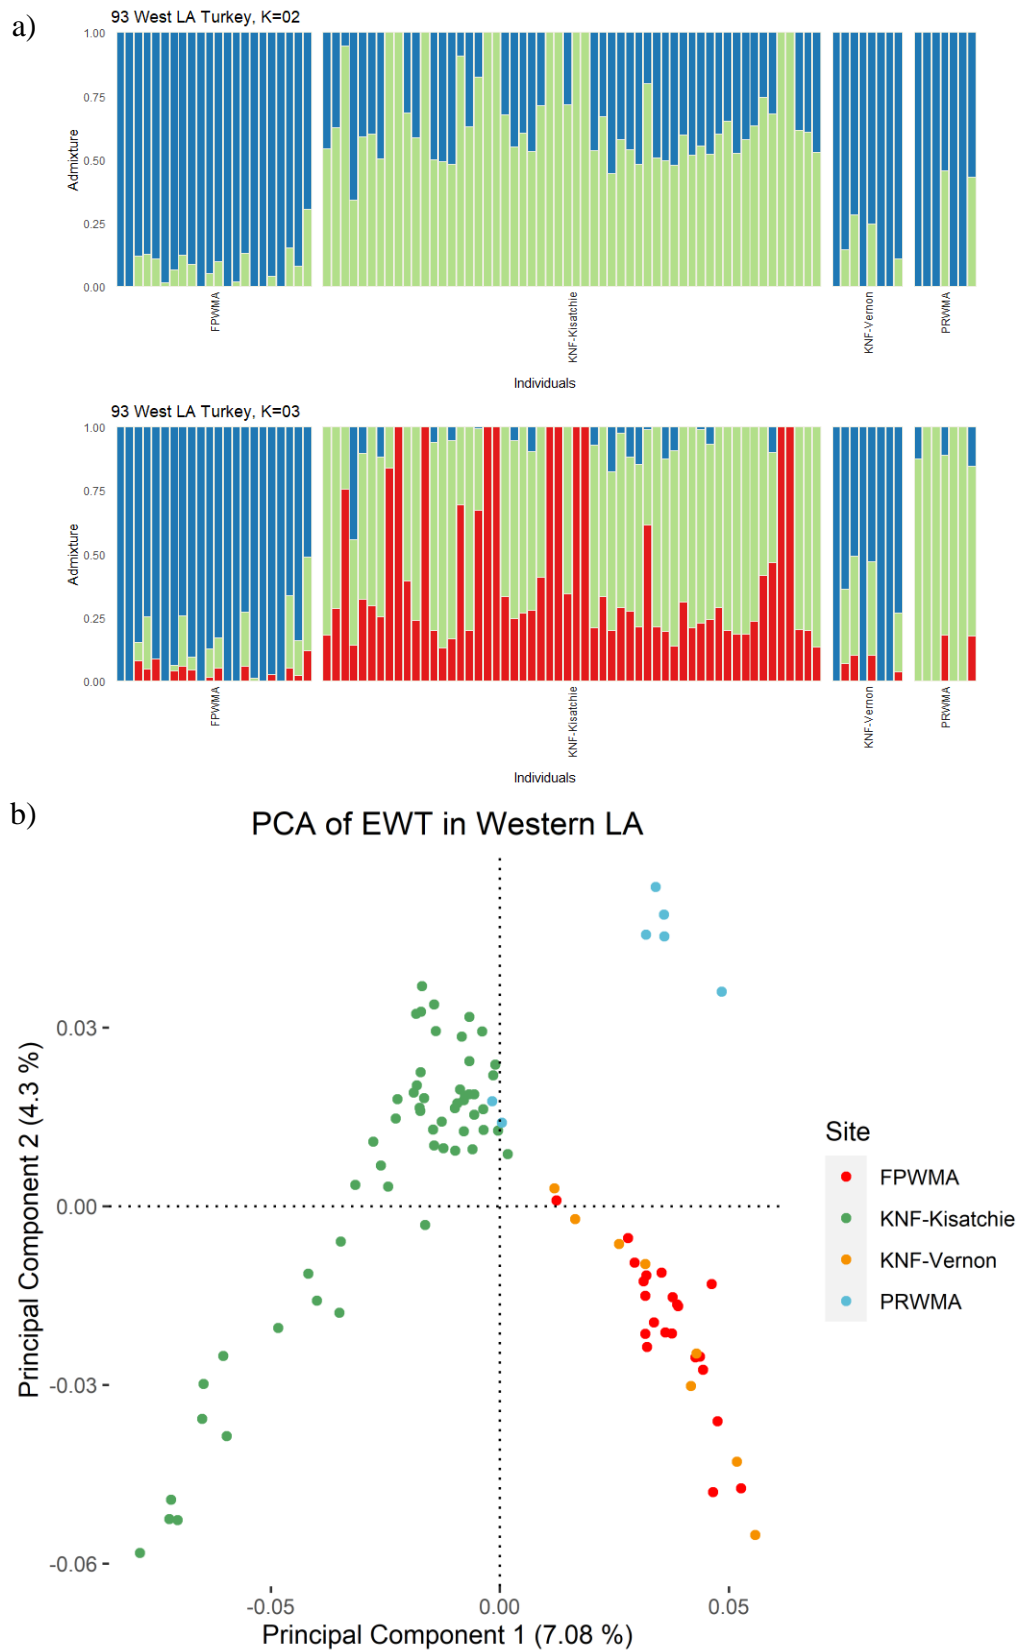 a)
93 West LA Turkey, K=02
1.00
0.75
0.50
0.25
0.00
Admixture
FPWMA
KNF-Kisatchie
KNF-Vernon
PRWMA
Individuals
93 West LA Turkey, K=03
1.00
0.75
0.50
0.25
0.00
Admixture
FPWMA
KNF-Kisatchie
KNF-Vernon
PRWMA
Individuals
b)
PCA of EWT in Western LA
0.03
0.00
-0.03
-0.06
Principal Component 2 (4.3 %)
-0.05
0.00
0.05
Principal Component 1 (7.08 %)
Site
FPWMA
KNF-Kisatchie
KNF-Vernon
PRWMA